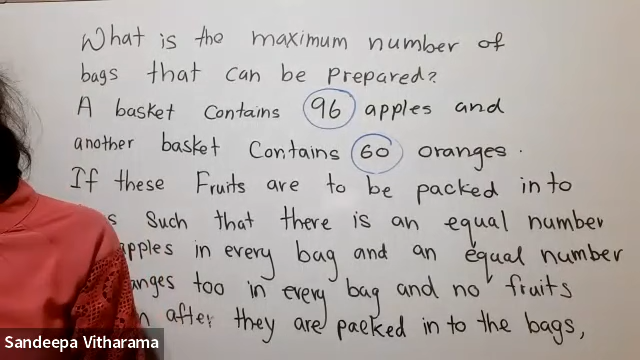 What is the maximum number of
bags that can be prepared?
A basket contains 96 apples and
another basket contains 60 oranges.
If these Fruits are to be packed in to
such that there is an equal number
apples in every bag and an equal number
too in every bag and no fruits
after they are packed in to the bags,
Sandeepa Vitharama